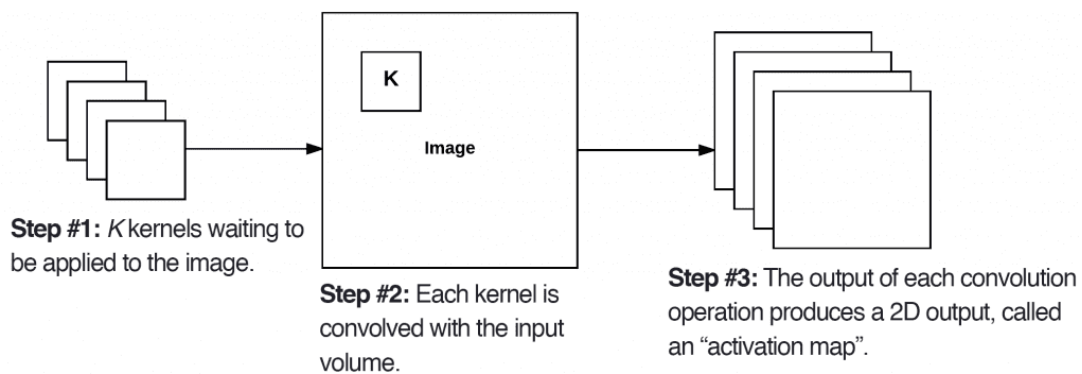 K
Image
Step #1: K kernels waiting to
be applied to the image.
Step #2: Each kernel is
convolved with the input
volume.
Step #3: The output of each convolution
operation produces a 2D output, called
an “activation map”.